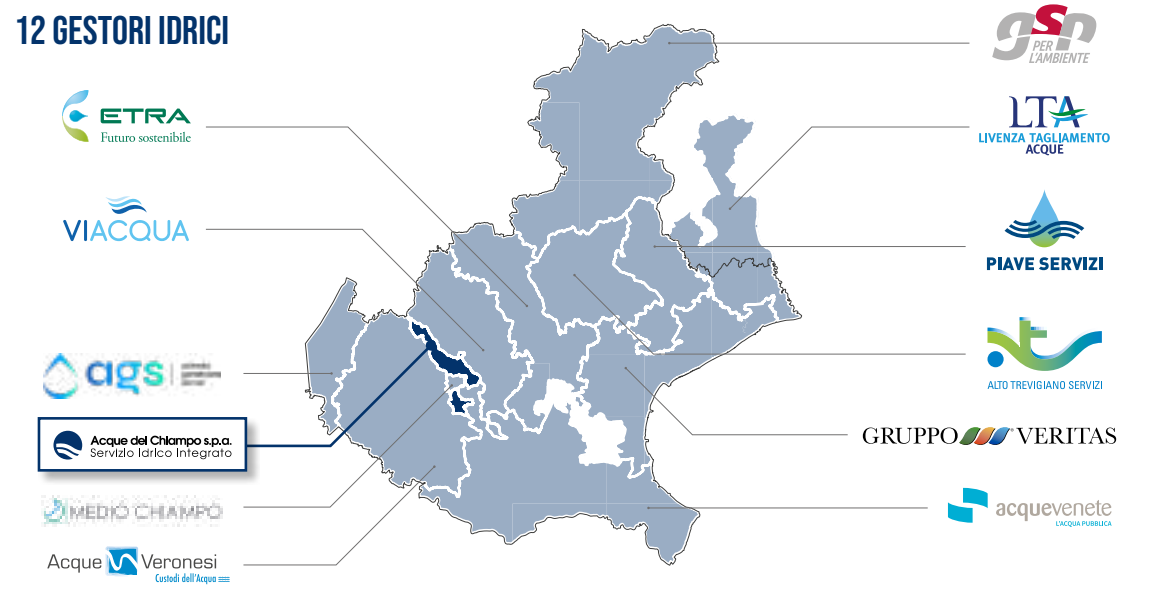 12 GESTORI IDRICI
ETRA
Futuro sostenibile
VIACQUA
ags
Acque del Chiampo s.p.a.
Servizio Idrico Integrato
MEDIO CHIAMPO
Acque Veronesi
Custodi dell'Acqua
gsp
PER
L'AMBIENTE
LTA
LIVENZA TAGLIAMENTO
ACQUE
PIAVE SERVIZI
ALTO TREVIGIANO SERVIZI
GRUPPO VERITAS
acquevenete
L'ACQUA PUBBLICA